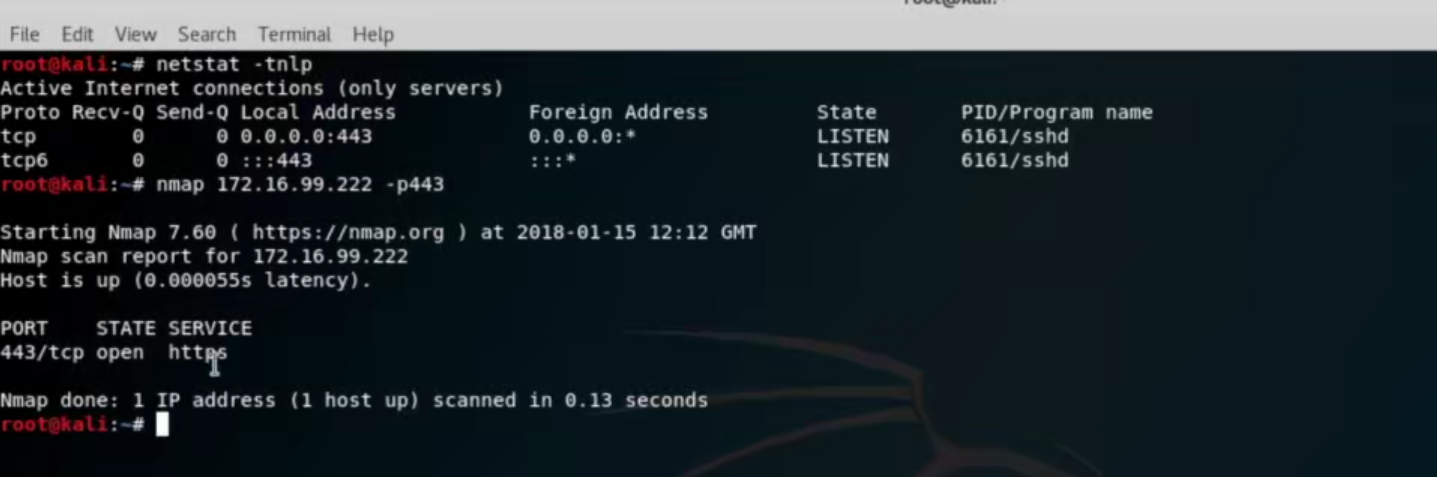 File Edit View Search Terminal Help
root@kali:~# netstat -tnlp
Active Internet connections (only servers)
Proto Recv-Q Send-Q Local Address           Foreign Address         State       PID/Program name
tcp        0      0 0.0.0.0:443             0.0.0.0:*               LISTEN      6161/sshd
tcp6       0      0 :::443                  :::*                    LISTEN      6161/sshd
root@kali:~# nmap 172.16.99.222 -p443
Starting Nmap 7.60 ( https://nmap.org ) at 2018-01-15 12:12 GMT
Nmap scan report for 172.16.99.222
Host is up (0.000055s latency).
PORT    STATE SERVICE
443/tcp open  https
Nmap done: 1 IP address (1 host up) scanned in 0.13 seconds
root@kali:~#